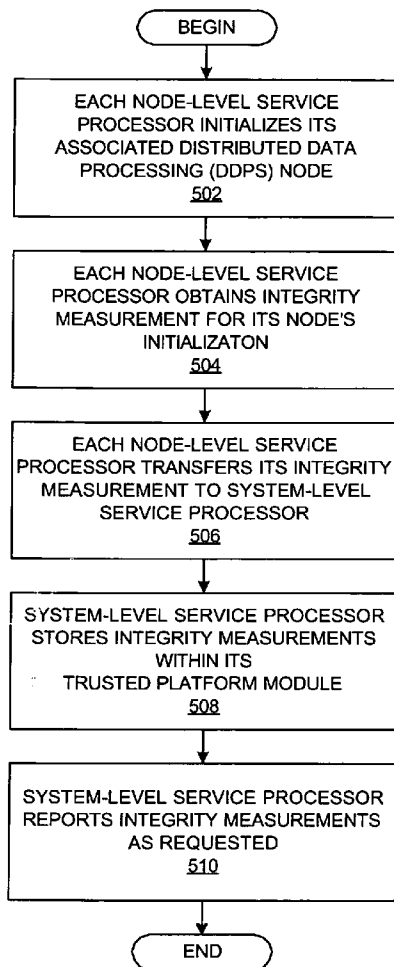 BEGIN
EACH NODE-LEVEL SERVICE
PROCESSOR INITIALIZES ITS
ASSOCIATED DISTRIBUTED DATA
PROCESSING (DDPS) NODE
502
EACH NODE-LEVEL SERVICE
PROCESSOR OBTAINS INTEGRITY
MEASUREMENT FOR ITS NODE'S
INITIALIZATON
504
EACH NODE-LEVEL SERVICE
PROCESSOR TRANSFERS ITS INTEGRITY
MEASUREMENT TO SYSTEM-LEVEL
SERVICE PROCESSOR
506
SYSTEM-LEVEL SERVICE PROCESSOR
STORES INTEGRITY MEASUREMENTS
WITHIN ITS
TRUSTED PLATFORM MODULE
508
SYSTEM-LEVEL SERVICE PROCESSOR
REPORTS INTEGRITY MEASUREMENTS
AS REQUESTED
510
END